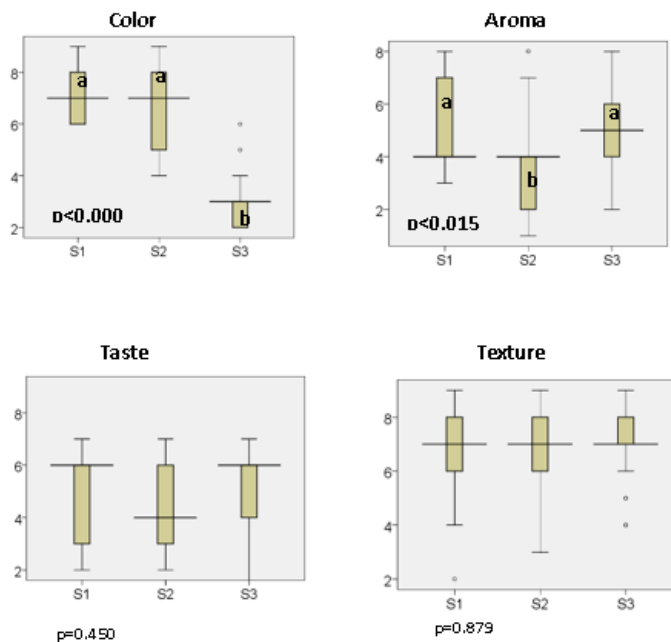 Color
8
6
4
2
a
a
b
p<0.000
S1 S2 S3
Aroma
8
6
4
2
a
b
a
p<0.015
S1 S2 S3
Taste
8
6
4
2
S1 S2 S3
p=0.450
Texture
8
6
4
2
S1 S2 S3
p=0.879